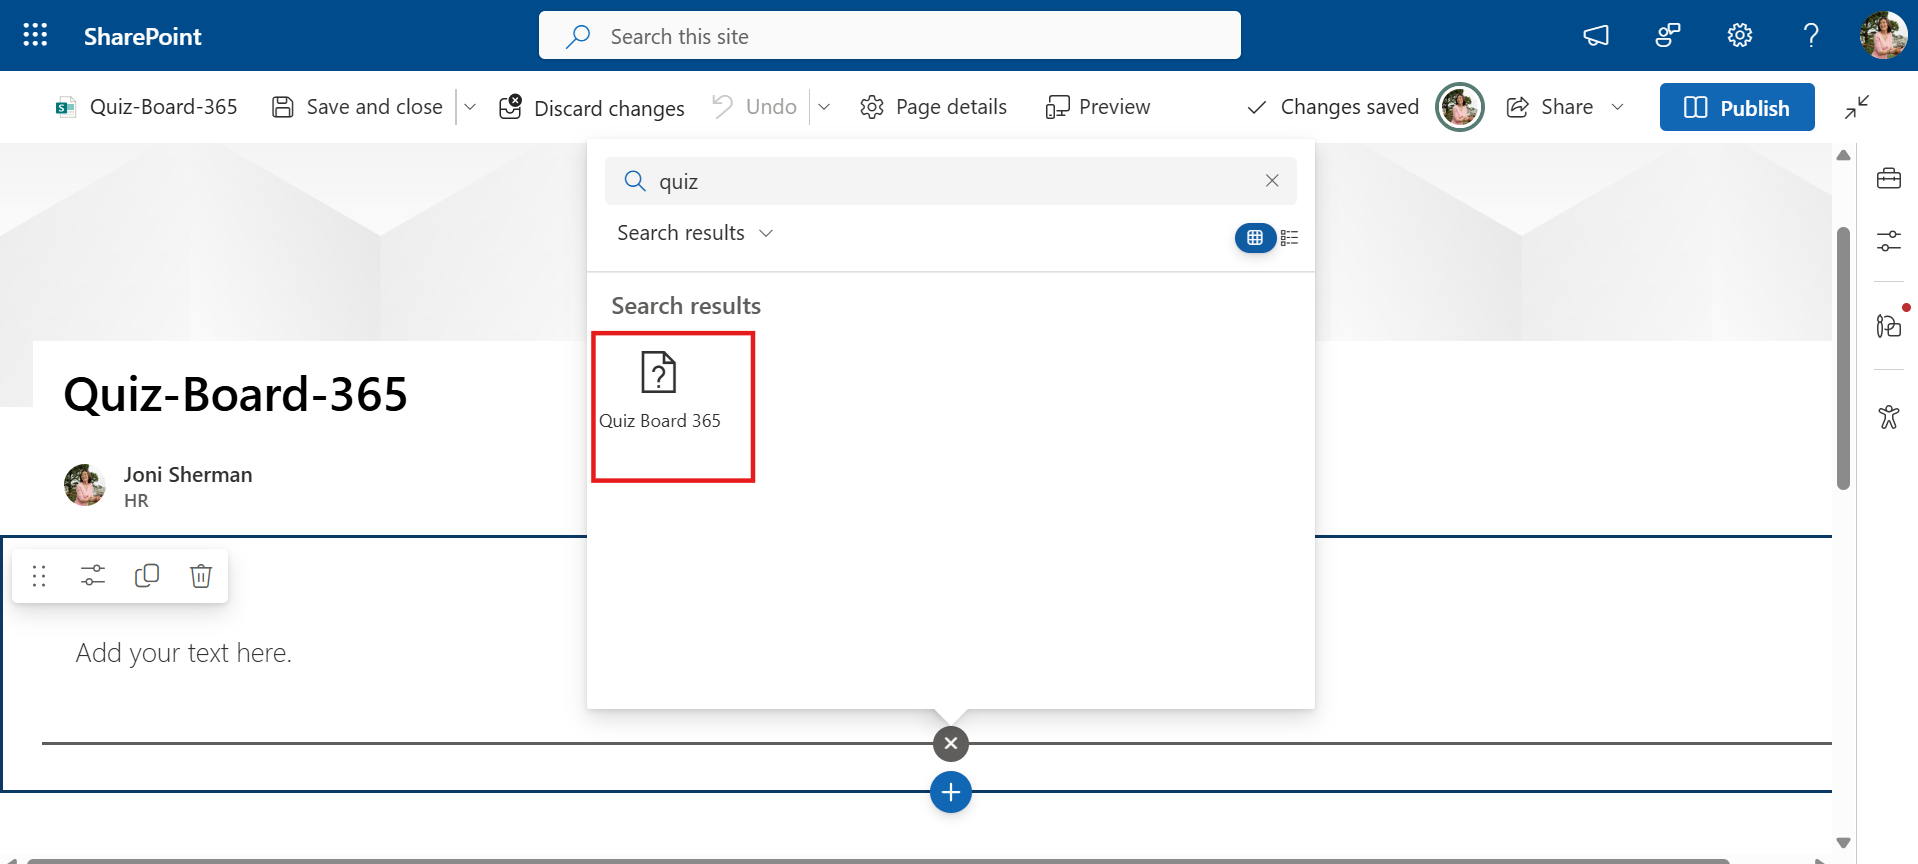 SharePoint
Search this site
Quiz-Board-365
Save and close
Discard changes
Undo
Page details
Preview
Changes saved
Share
Publish
quiz
Search results
Search results
Quiz Board 365
Quiz-Board-365
Joni Sherman
HR
Add your text here.